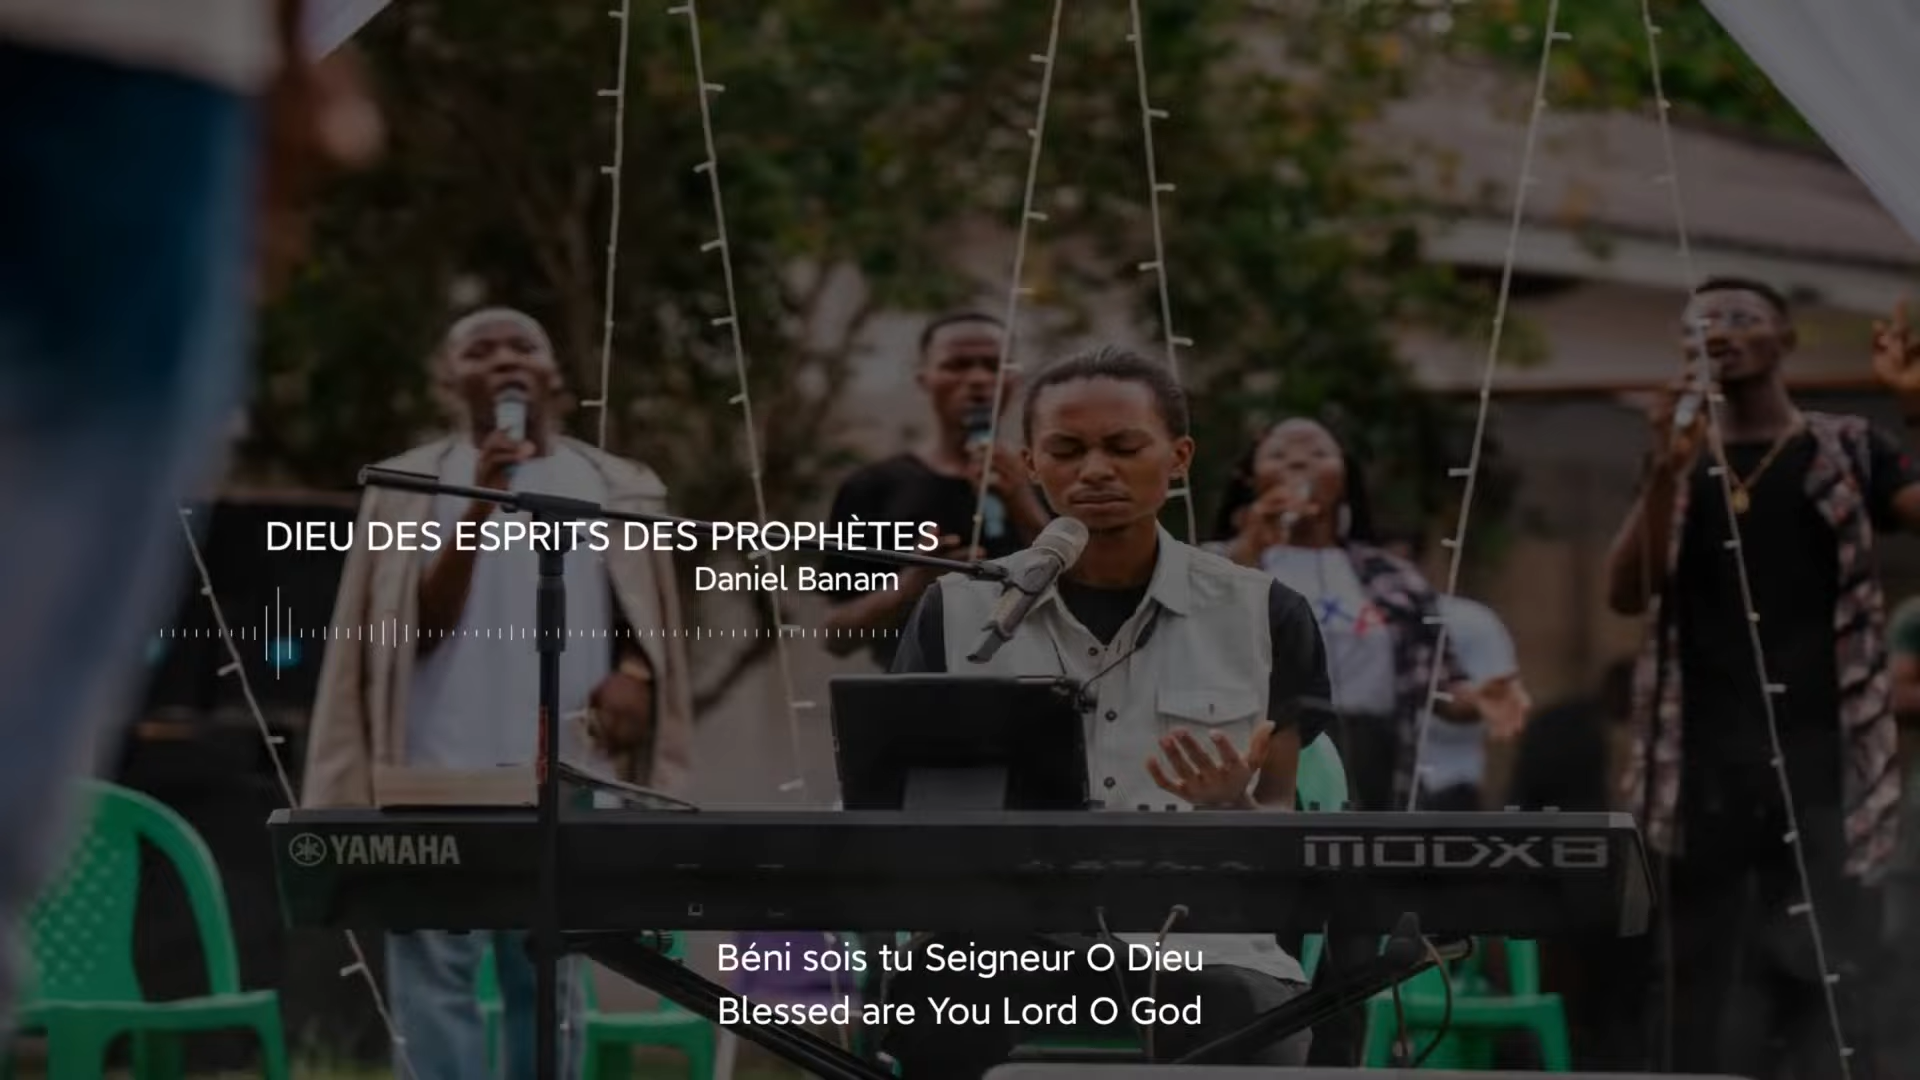 DIEU DES ESPRITS DES PROPHÈTES
Daniel Banam
YAMAHA
MODX8
Béni sois tu Seigneur O Dieu
Blessed are You Lord O God